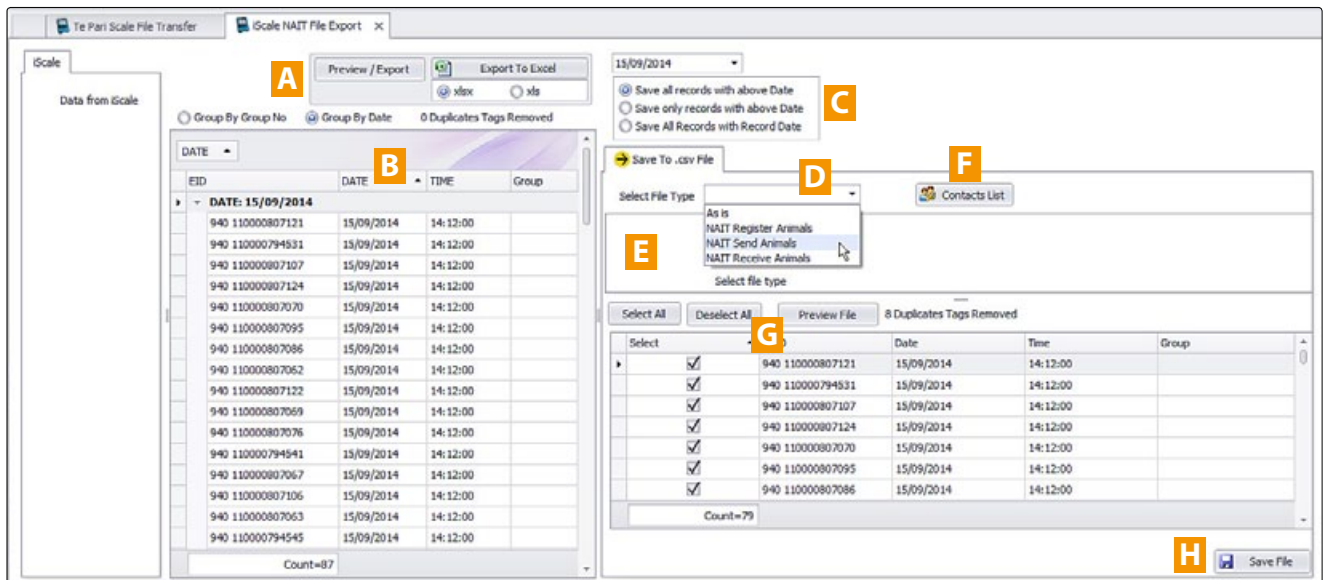 Te Pari Scale File Transfer
iScale NAIT File Export
iScale
Data from iScale
A
Preview / Export
Export To Excel
xlsx
xls
Group By Group No
Group By Date
0 Duplicates Tags Removed
DATE
B
EID DATE TIME Group
DATE: 15/09/2014
940 110000807121 15/09/2014 14:12:00
940 110000794531 15/09/2014 14:12:00
940 110000807107 15/09/2014 14:12:00
940 110000807124 15/09/2014 14:12:00
940 110000807070 15/09/2014 14:12:00
940 110000807095 15/09/2014 14:12:00
940 110000807086 15/09/2014 14:12:00
940 110000807062 15/09/2014 14:12:00
940 110000807122 15/09/2014 14:12:00
940 110000807069 15/09/2014 14:12:00
940 110000807076 15/09/2014 14:12:00
940 110000794541 15/09/2014 14:12:00
940 110000807067 15/09/2014 14:12:00
940 110000807106 15/09/2014 14:12:00
940 110000807063 15/09/2014 14:12:00
940 110000794545 15/09/2014 14:12:00
Count=87
15/09/2014
Save all records with above Date
Save only records with above Date
Save All Records with Record Date
C
Save To .csv File
D
F
Select File Type
Contacts List
As is
NAIT Register Animals
NAIT Send Animals
NAIT Receive Animals
E
Select file type
Select All
Deselect All
Preview File
8 Duplicates Tags Removed
G
Select Date Time Group
940 110000807121 15/09/2014 14:12:00
940 110000794531 15/09/2014 14:12:00
940 110000807107 15/09/2014 14:12:00
940 110000807124 15/09/2014 14:12:00
940 110000807070 15/09/2014 14:12:00
940 110000807095 15/09/2014 14:12:00
940 110000807086 15/09/2014 14:12:00
Count=79
H
Save File